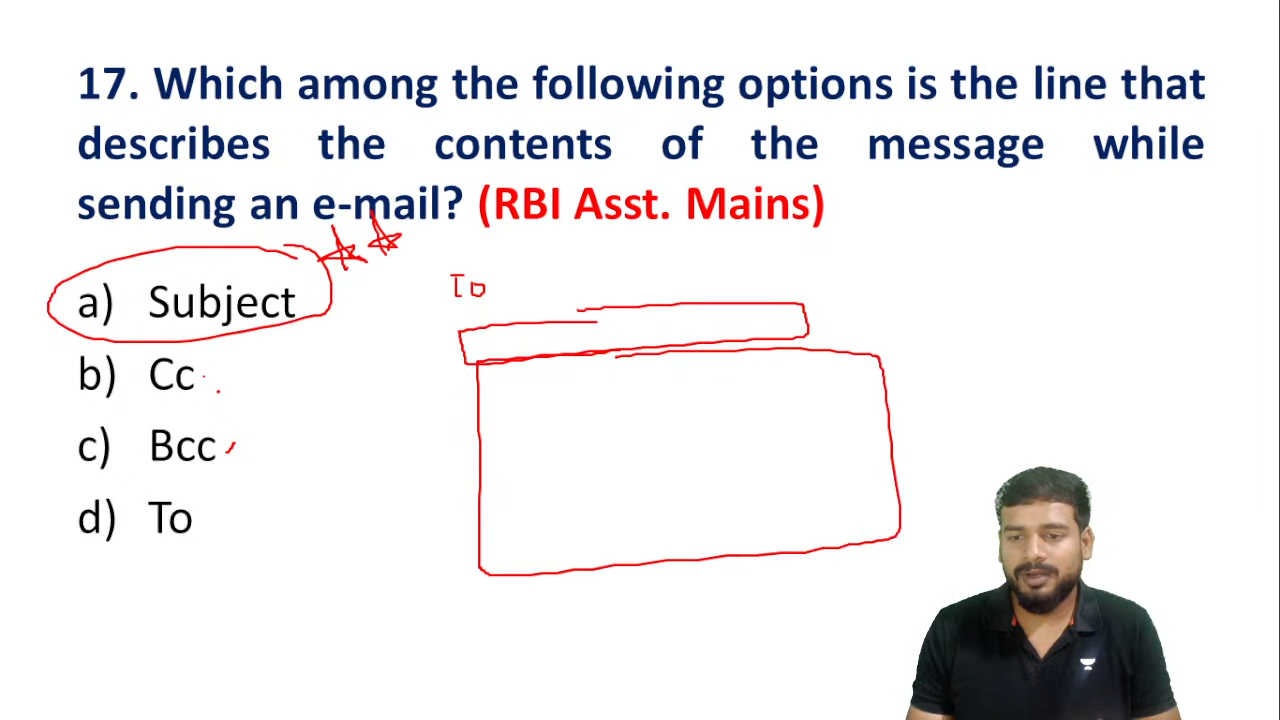 17. Which among the following options is the line that
describes the contents of the message while
sending an e-mail? (RBI Asst. Mains)
a) Subject
To
b) Cc
c) Bcc
d) To